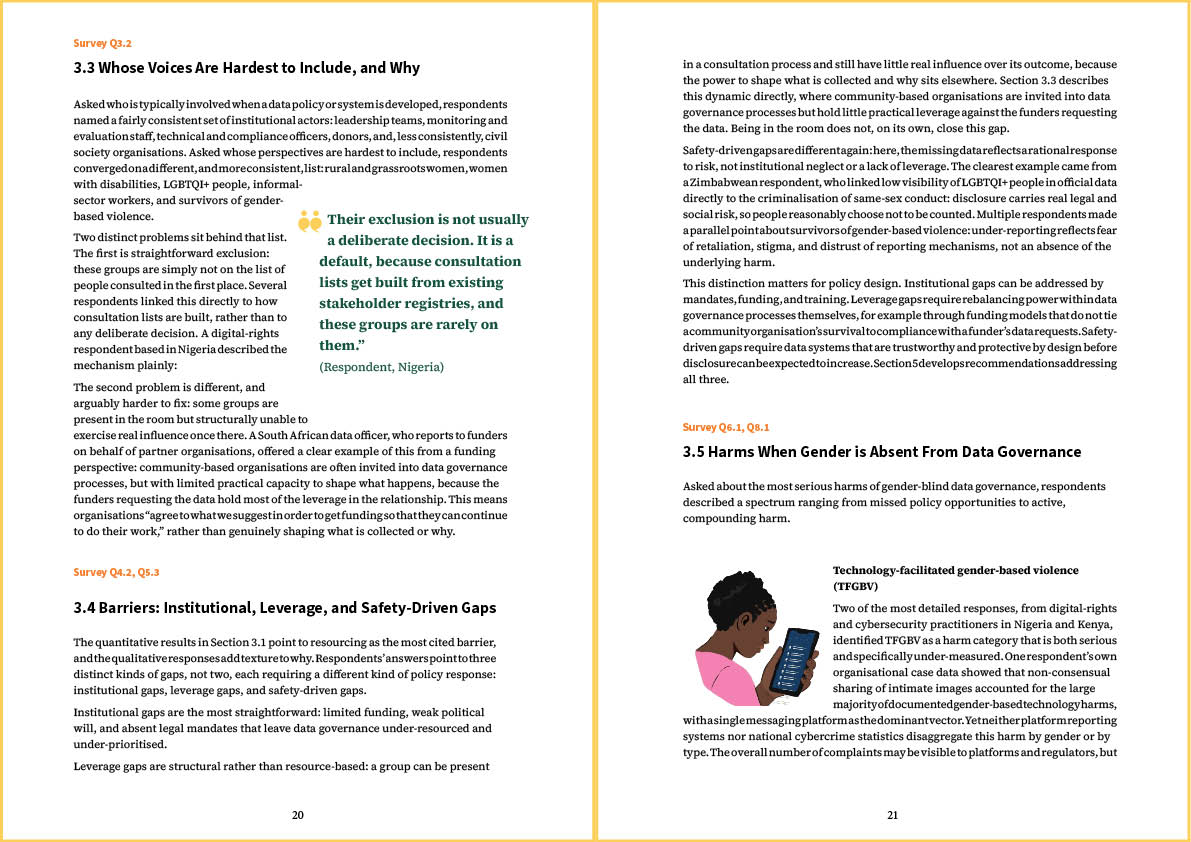 Survey Q3.2
3.3 Whose Voices Are Hardest to Include, and Why
Asked who is typically involved when a data policy or system is developed, respondents
named a fairly consistent set of institutional actors: leadership teams, monitoring and
evaluation staff, technical and compliance officers, donors, and, less consistently, civil
society organisations. Asked whose perspectives are hardest to include, respondents
converged on a different, and more consistent, list: rural and grassroots women, women
with disabilities, LGBTQI+ people, informal-
sector workers, and survivors of gender-
based violence.
Two distinct problems sit behind that list.
The first is straightforward exclusion:
these groups are simply not on the list of
people consulted in the first place. Several
respondents linked this directly to how
consultation lists are built, rather than to
any deliberate decision. A digital-rights
respondent based in Nigeria described the
mechanism plainly:
Their exclusion is not usually
a deliberate decision. It is a
default, because consultation
lists get built from existing
stakeholder registries, and
these groups are rarely on
them.”
(Respondent, Nigeria)
The second problem is different, and
arguably harder to fix: some groups are
present in the room but structurally unable to
exercise real influence once there. A South African data officer, who reports to funders
on behalf of partner organisations, offered a clear example of this from a funding
perspective: community-based organisations are often invited into data governance
processes, but with limited practical capacity to shape what happens, because the
funders requesting the data hold most of the leverage in the relationship. This means
organisations “agree to what we suggest in order to get funding so that they can continue
to do their work,” rather than genuinely shaping what is collected or why.
Survey Q4.2, Q5.3
3.4 Barriers: Institutional, Leverage, and Safety-Driven Gaps
The quantitative results in Section 3.1 point to resourcing as the most cited barrier,
and the qualitative responses add texture to why. Respondents’ answers point to three
distinct kinds of gaps, not two, each requiring a different kind of policy response:
institutional gaps, leverage gaps, and safety-driven gaps.
Institutional gaps are the most straightforward: limited funding, weak political
will, and absent legal mandates that leave data governance under-resourced and
under-prioritised.
Leverage gaps are structural rather than resource-based: a group can be present
20
in a consultation process and still have little real influence over its outcome, because
the power to shape what is collected and why sits elsewhere. Section 3.3 describes
this dynamic directly, where community-based organisations are invited into data
governance processes but hold little practical leverage against the funders requesting
the data. Being in the room does not, on its own, close this gap.
Safety-driven gaps are different again: here, the missing data reflects a rational response
to risk, not institutional neglect or a lack of leverage. The clearest example came from
a Zimbabwean respondent, who linked low visibility of LGBTQI+ people in official data
directly to the criminalisation of same-sex conduct: disclosure carries real legal and
social risk, so people reasonably choose not to be counted. Multiple respondents made
a parallel point about survivors of gender-based violence: under-reporting reflects fear
of retaliation, stigma, and distrust of reporting mechanisms, not an absence of the
underlying harm.
This distinction matters for policy design. Institutional gaps can be addressed by
mandates, funding, and training. Leverage gaps require rebalancing power within data
governance processes themselves, for example through funding models that do not tie
a community organisation’s survival to compliance with a funder’s data requests. Safety-
driven gaps require data systems that are trustworthy and protective by design before
disclosure can be expected to increase. Section 5 develops recommendations addressing
all three.
Survey Q6.1, Q8.1
3.5 Harms When Gender is Absent From Data Governance
Asked about the most serious harms of gender-blind data governance, respondents
described a spectrum ranging from missed policy opportunities to active,
compounding harm.
Technology-facilitated gender-based violence
(TFGBV)
Two of the most detailed responses, from digital-rights
and cybersecurity practitioners in Nigeria and Kenya,
identified TFGBV as a harm category that is both serious
and specifically under-measured. One respondent’s own
organisational case data showed that non-consensual
sharing of intimate images accounted for the large
majority of documented gender-based technology harms,
with a single messaging platform as the dominant vector. Yet neither platform reporting
systems nor national cybercrime statistics disaggregate this harm by gender or by
type. The overall number of complaints may be visible to platforms and regulators, but
21